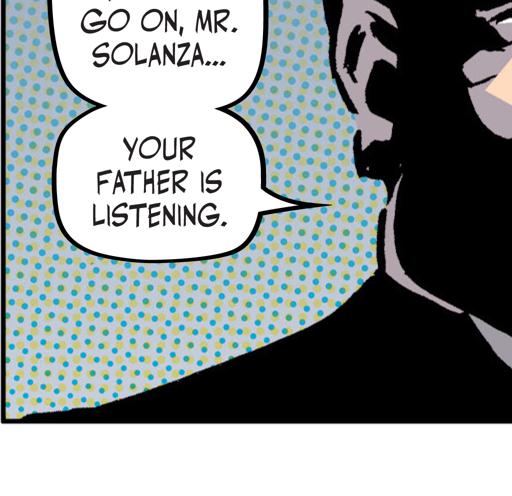 GO ON, MR.
SOLANZA...
YOUR
FATHER IS
LISTENING.